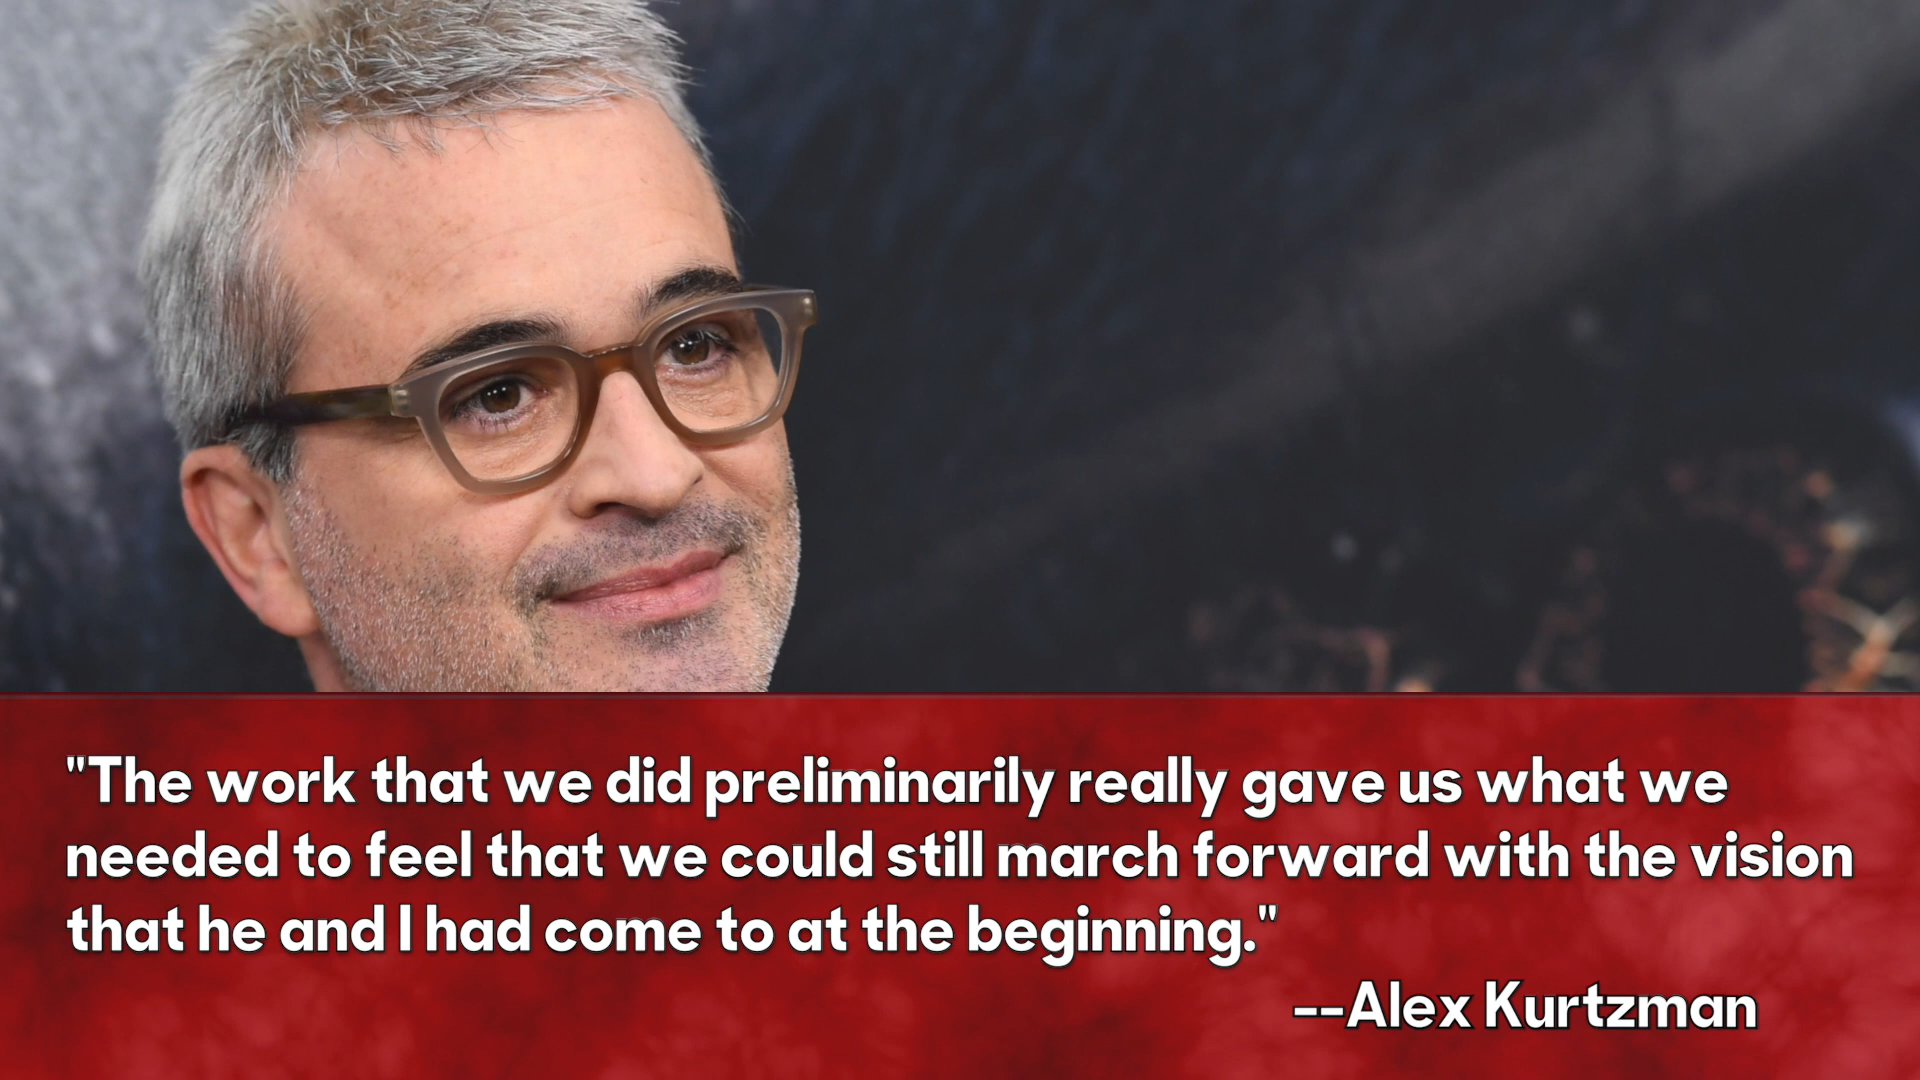 "The work that we did preliminarily really gave us what we
needed to feel that we could still march forward with the vision
that he and I had come to at the beginning."
--Alex Kurtzman